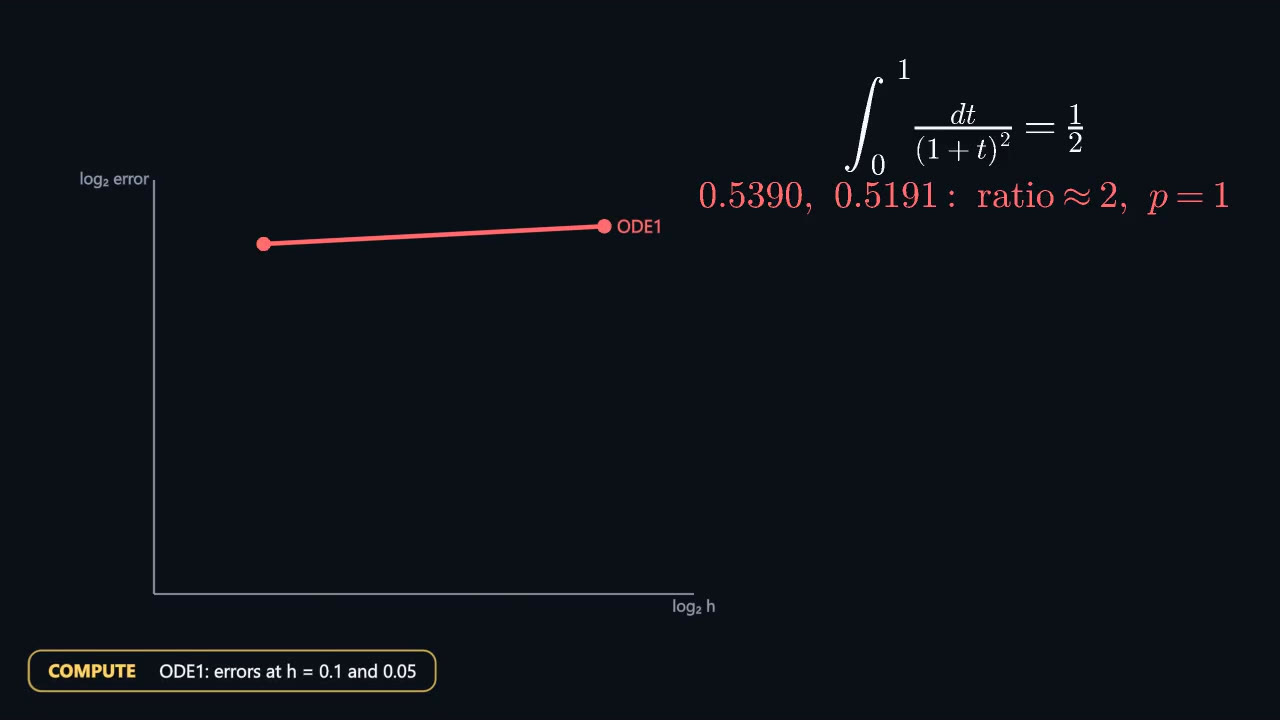 ∫₀¹ dt/(1 + t)² = 1/2
0.5390, 0.5191 : ratio ≈ 2, p = 1
log₂ error
ODE1
log₂ h
COMPUTE ODE1: errors at h = 0.1 and 0.05